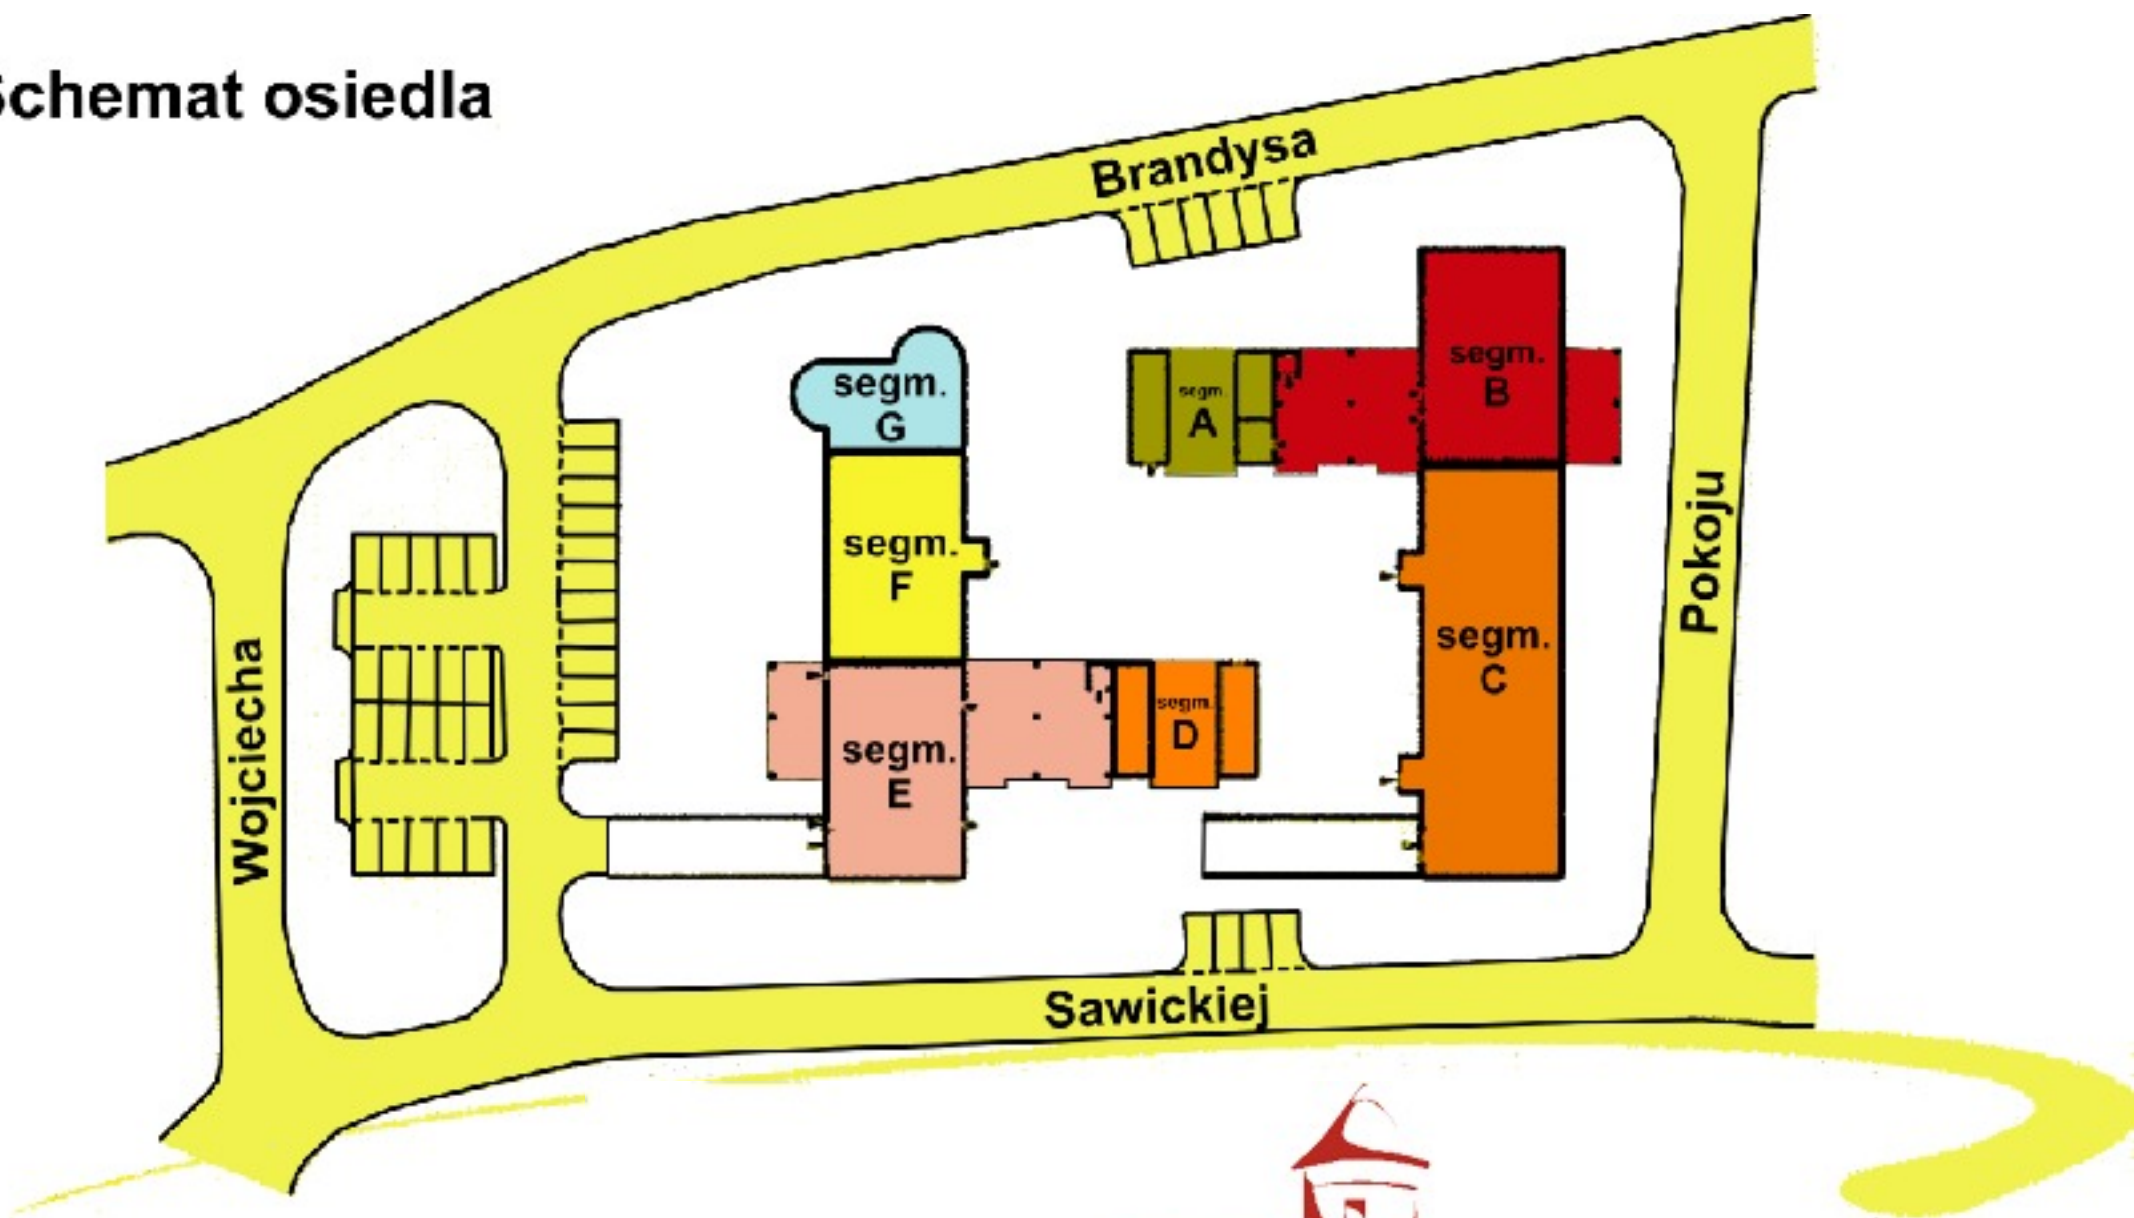 Schemat osiedla
Brandysa
segm.
G
segm.
A
segm.
B
segm.
F
segm.
C
segm.
D
segm.
E
Wojciecha
Pokoju
Sawickiej